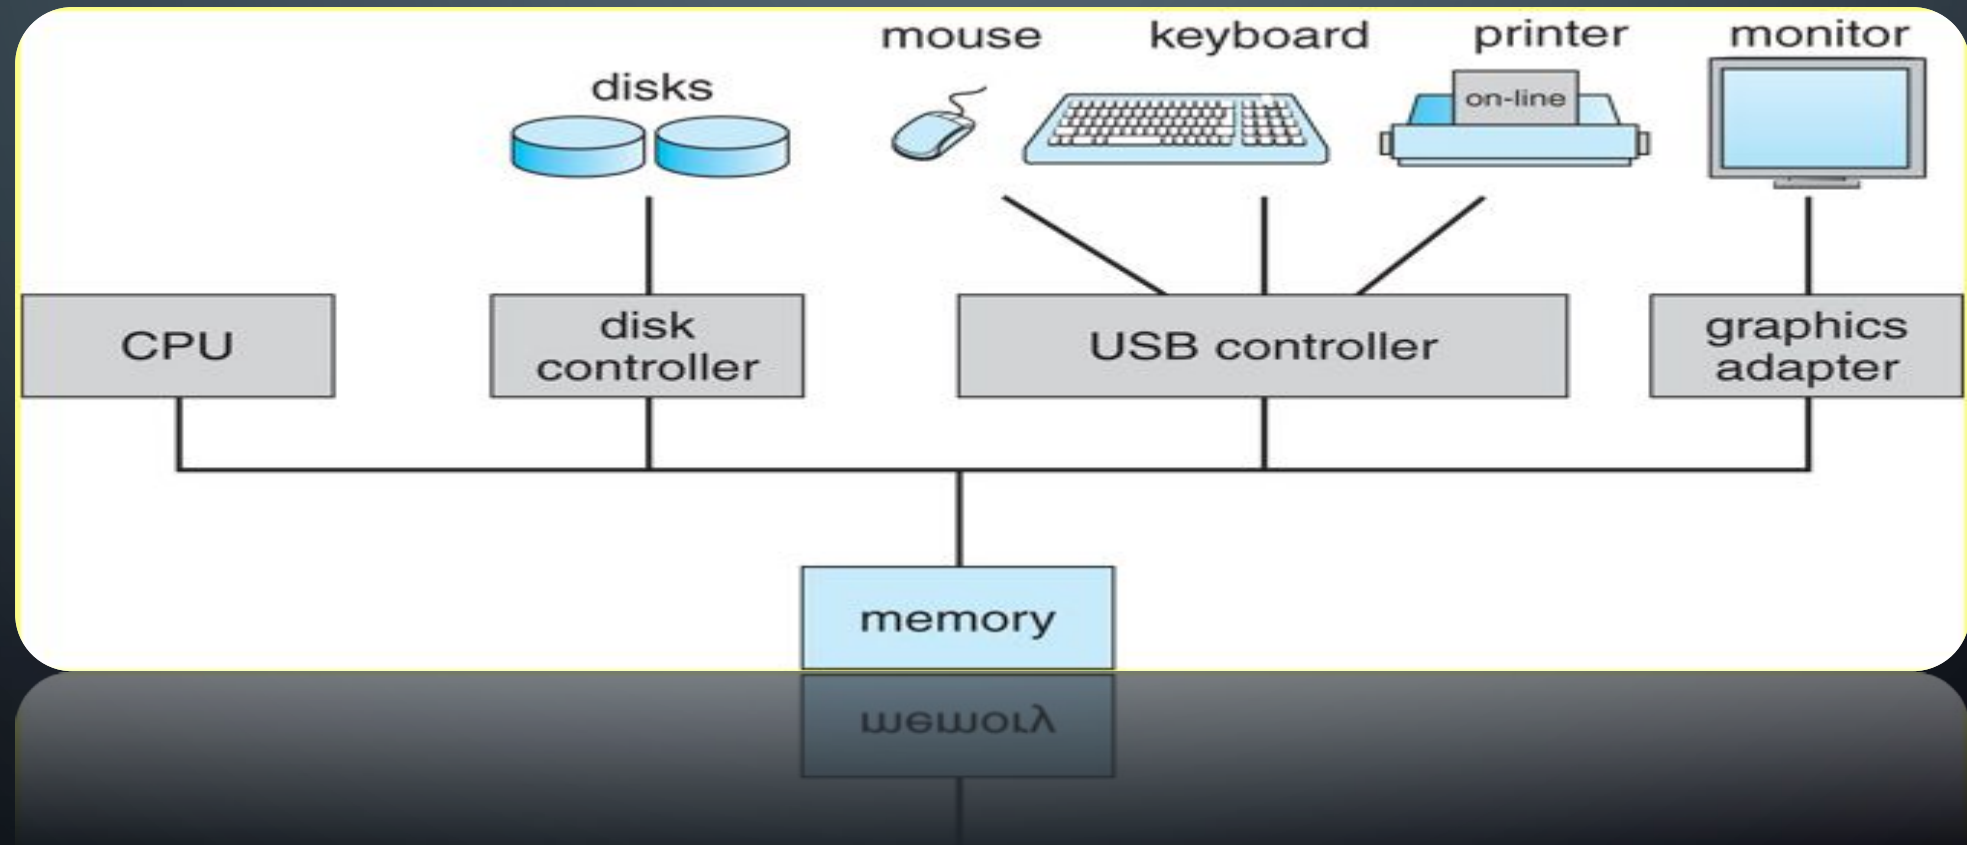 mouse
keyboard
printer
monitor
disks
on-line
CPU
disk
controller
USB controller
graphics
adapter
memory
memory